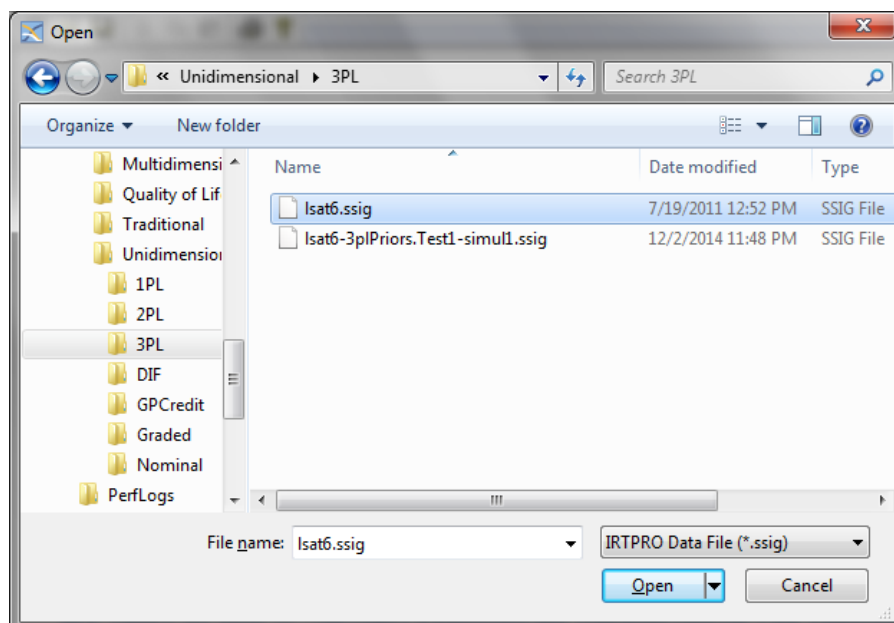 Open
« Unidimensional ▸ 3PL
Search 3PL
Organize ▾ New folder
Multidimensi
Quality of Lif
Traditional
Unidimension
1PL
2PL
3PL
DIF
GPCredit
Graded
Nominal
PerfLogs
Name Date modified Type
lsat6.ssig 7/19/2011 12:52 PM SSIG File
lsat6-3plPriors.Test1-simul1.ssig 12/2/2014 11:48 PM SSIG File
File name: lsat6.ssig IRTPRO Data File (*.ssig)
Open Cancel